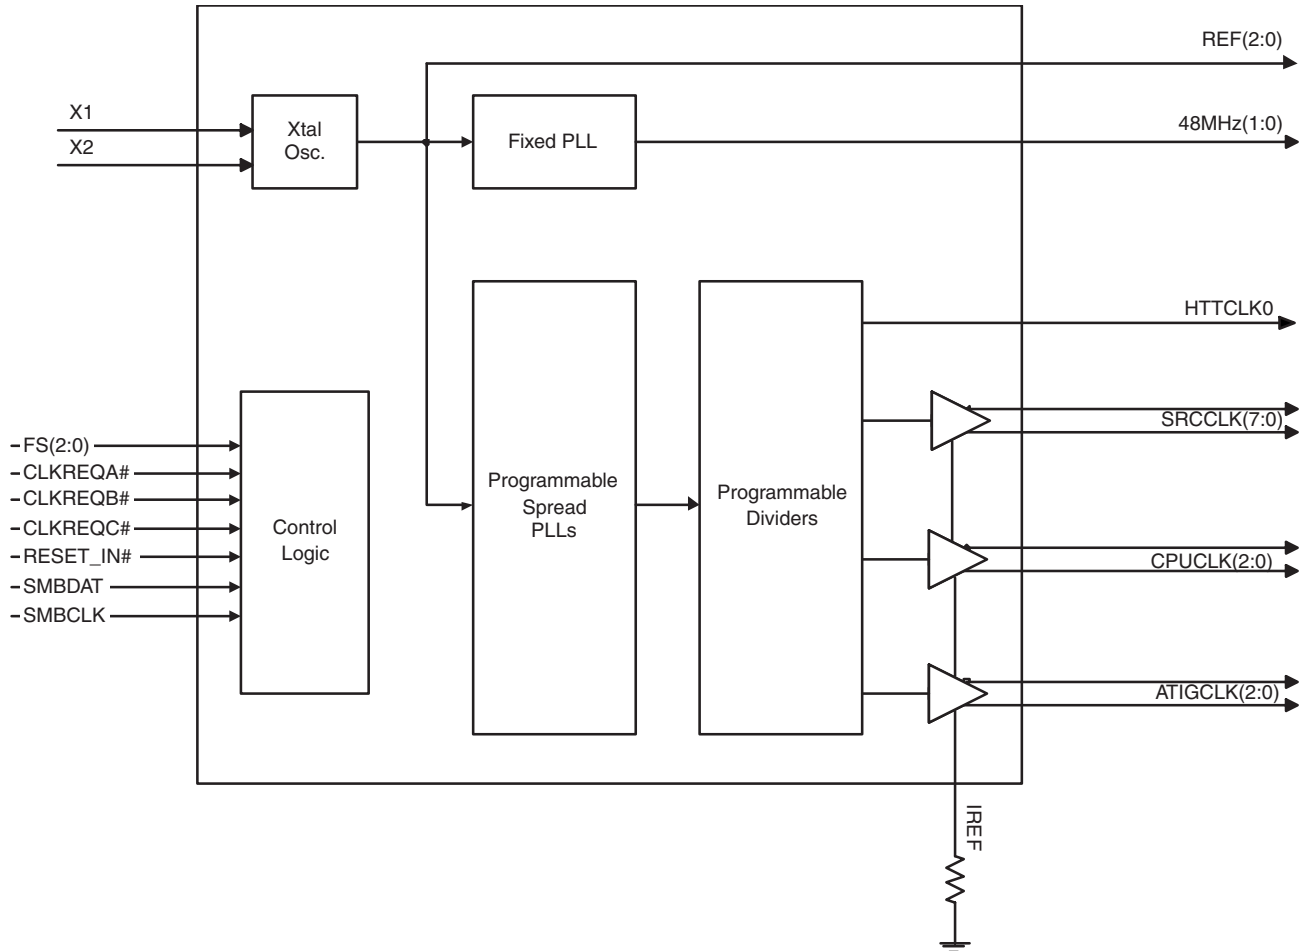 REF(2:0)
X1
X2
Xtal
Osc.
Fixed PLL
48MHz(1:0)
HTTCLK0
SRCCLK(7:0)
FS(2:0)
CLKREQA#
CLKREQB#
CLKREQC#
RESET_IN#
SMBDAT
SMBCLK
Control
Logic
Programmable
Spread
PLLs
Programmable
Dividers
CPUCLK(2:0)
ATIGCLK(2:0)
IREF